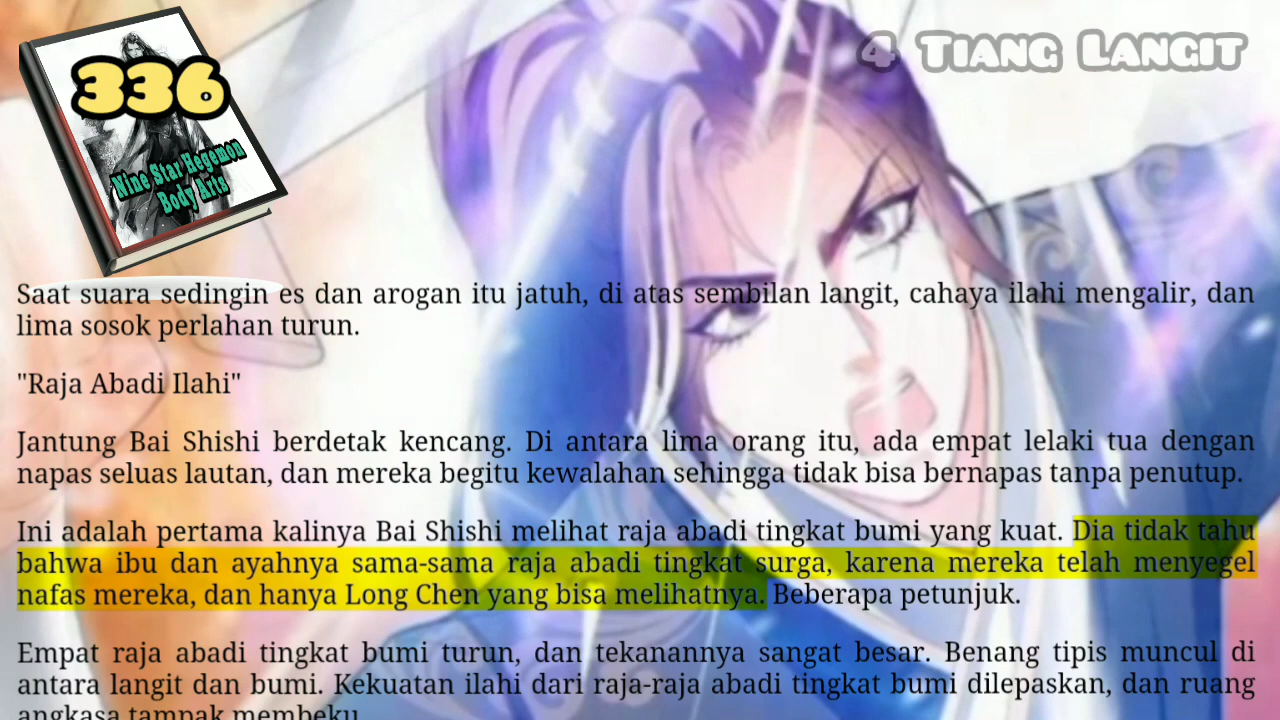 336
Nine Star Hegemon
Body Arts
4 Tiang Langit
Saat suara sedingin es dan arogan itu jatuh, di atas sembilan langit, cahaya ilahi mengalir, dan
lima sosok perlahan turun.
"Raja Abadi Ilahi"
Jantung Bai Shishi berdetak kencang. Di antara lima orang itu, ada empat lelaki tua dengan
napas seluas lautan, dan mereka begitu kewalahan sehingga tidak bisa bernapas tanpa penutup.
Ini adalah pertama kalinya Bai Shishi melihat raja abadi tingkat bumi yang kuat. Dia tidak tahu
bahwa ibu dan ayahnya sama-sama raja abadi tingkat surga, karena mereka telah menyegel
nafas mereka, dan hanya Long Chen yang bisa melihatnya. Beberapa petunjuk.
Empat raja abadi tingkat bumi turun, dan tekanannya sangat besar. Benang tipis muncul di
antara langit dan bumi. Kekuatan ilahi dari raja-raja abadi tingkat bumi dilepaskan, dan ruang
angkasa tampak membeku